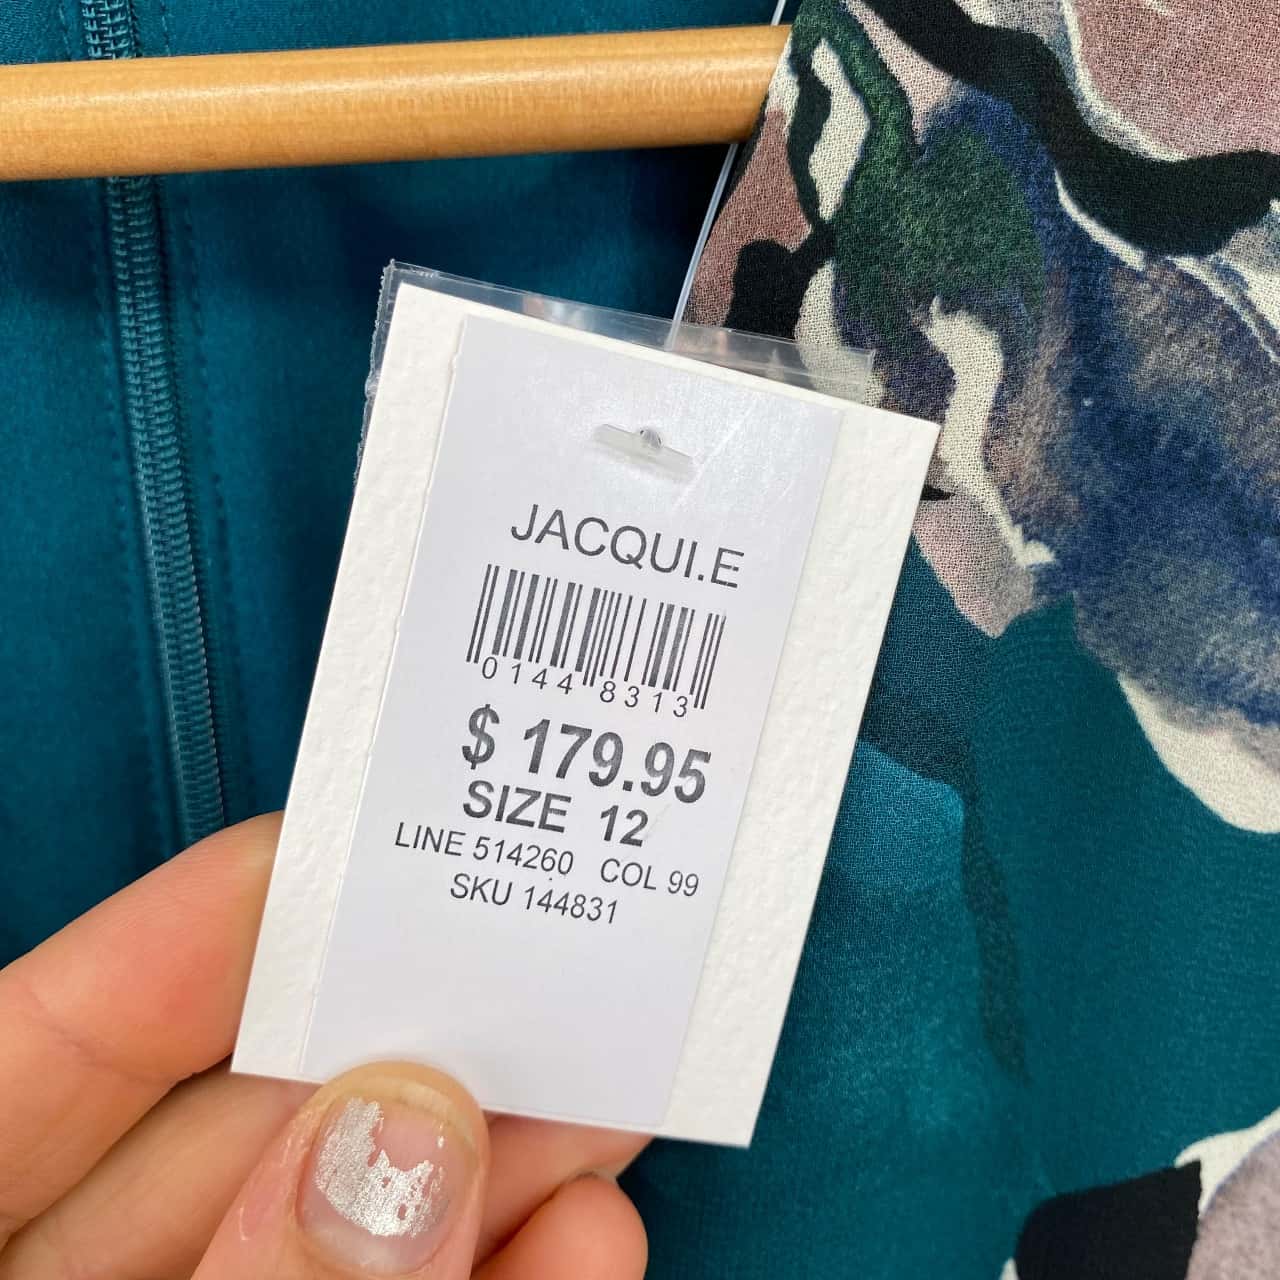 JACQUI.E
0144 8313
$ 179.95
SIZE 12
LINE 514260 COL 99
SKU 144831